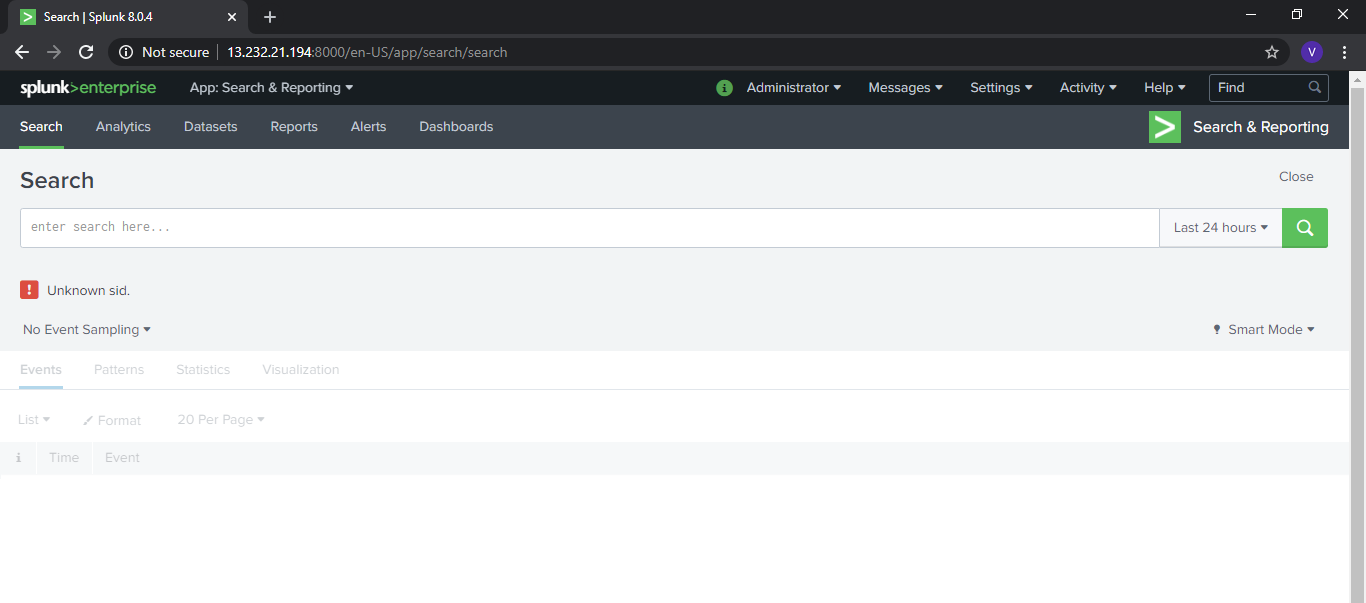 Search | Splunk 8.0.4
Not secure 13.232.21.194:8000/en-US/app/search/search
V
splunk>enterprise App: Search & Reporting i Administrator Messages Settings Activity Help Find
Search Analytics Datasets Reports Alerts Dashboards > Search & Reporting
Search Close
enter search here... Last 24 hours
! Unknown sid.
No Event Sampling Smart Mode
Events Patterns Statistics Visualization
List Format 20 Per Page
i Time Event